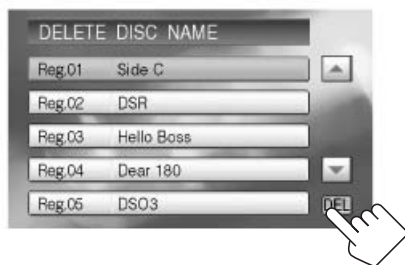 DELETE DISC NAME
Reg.01 Side C
Reg.02 DSR
Reg.03 Hello Boss
Reg.04 Dear 180
Reg.05 DSO3 DEL